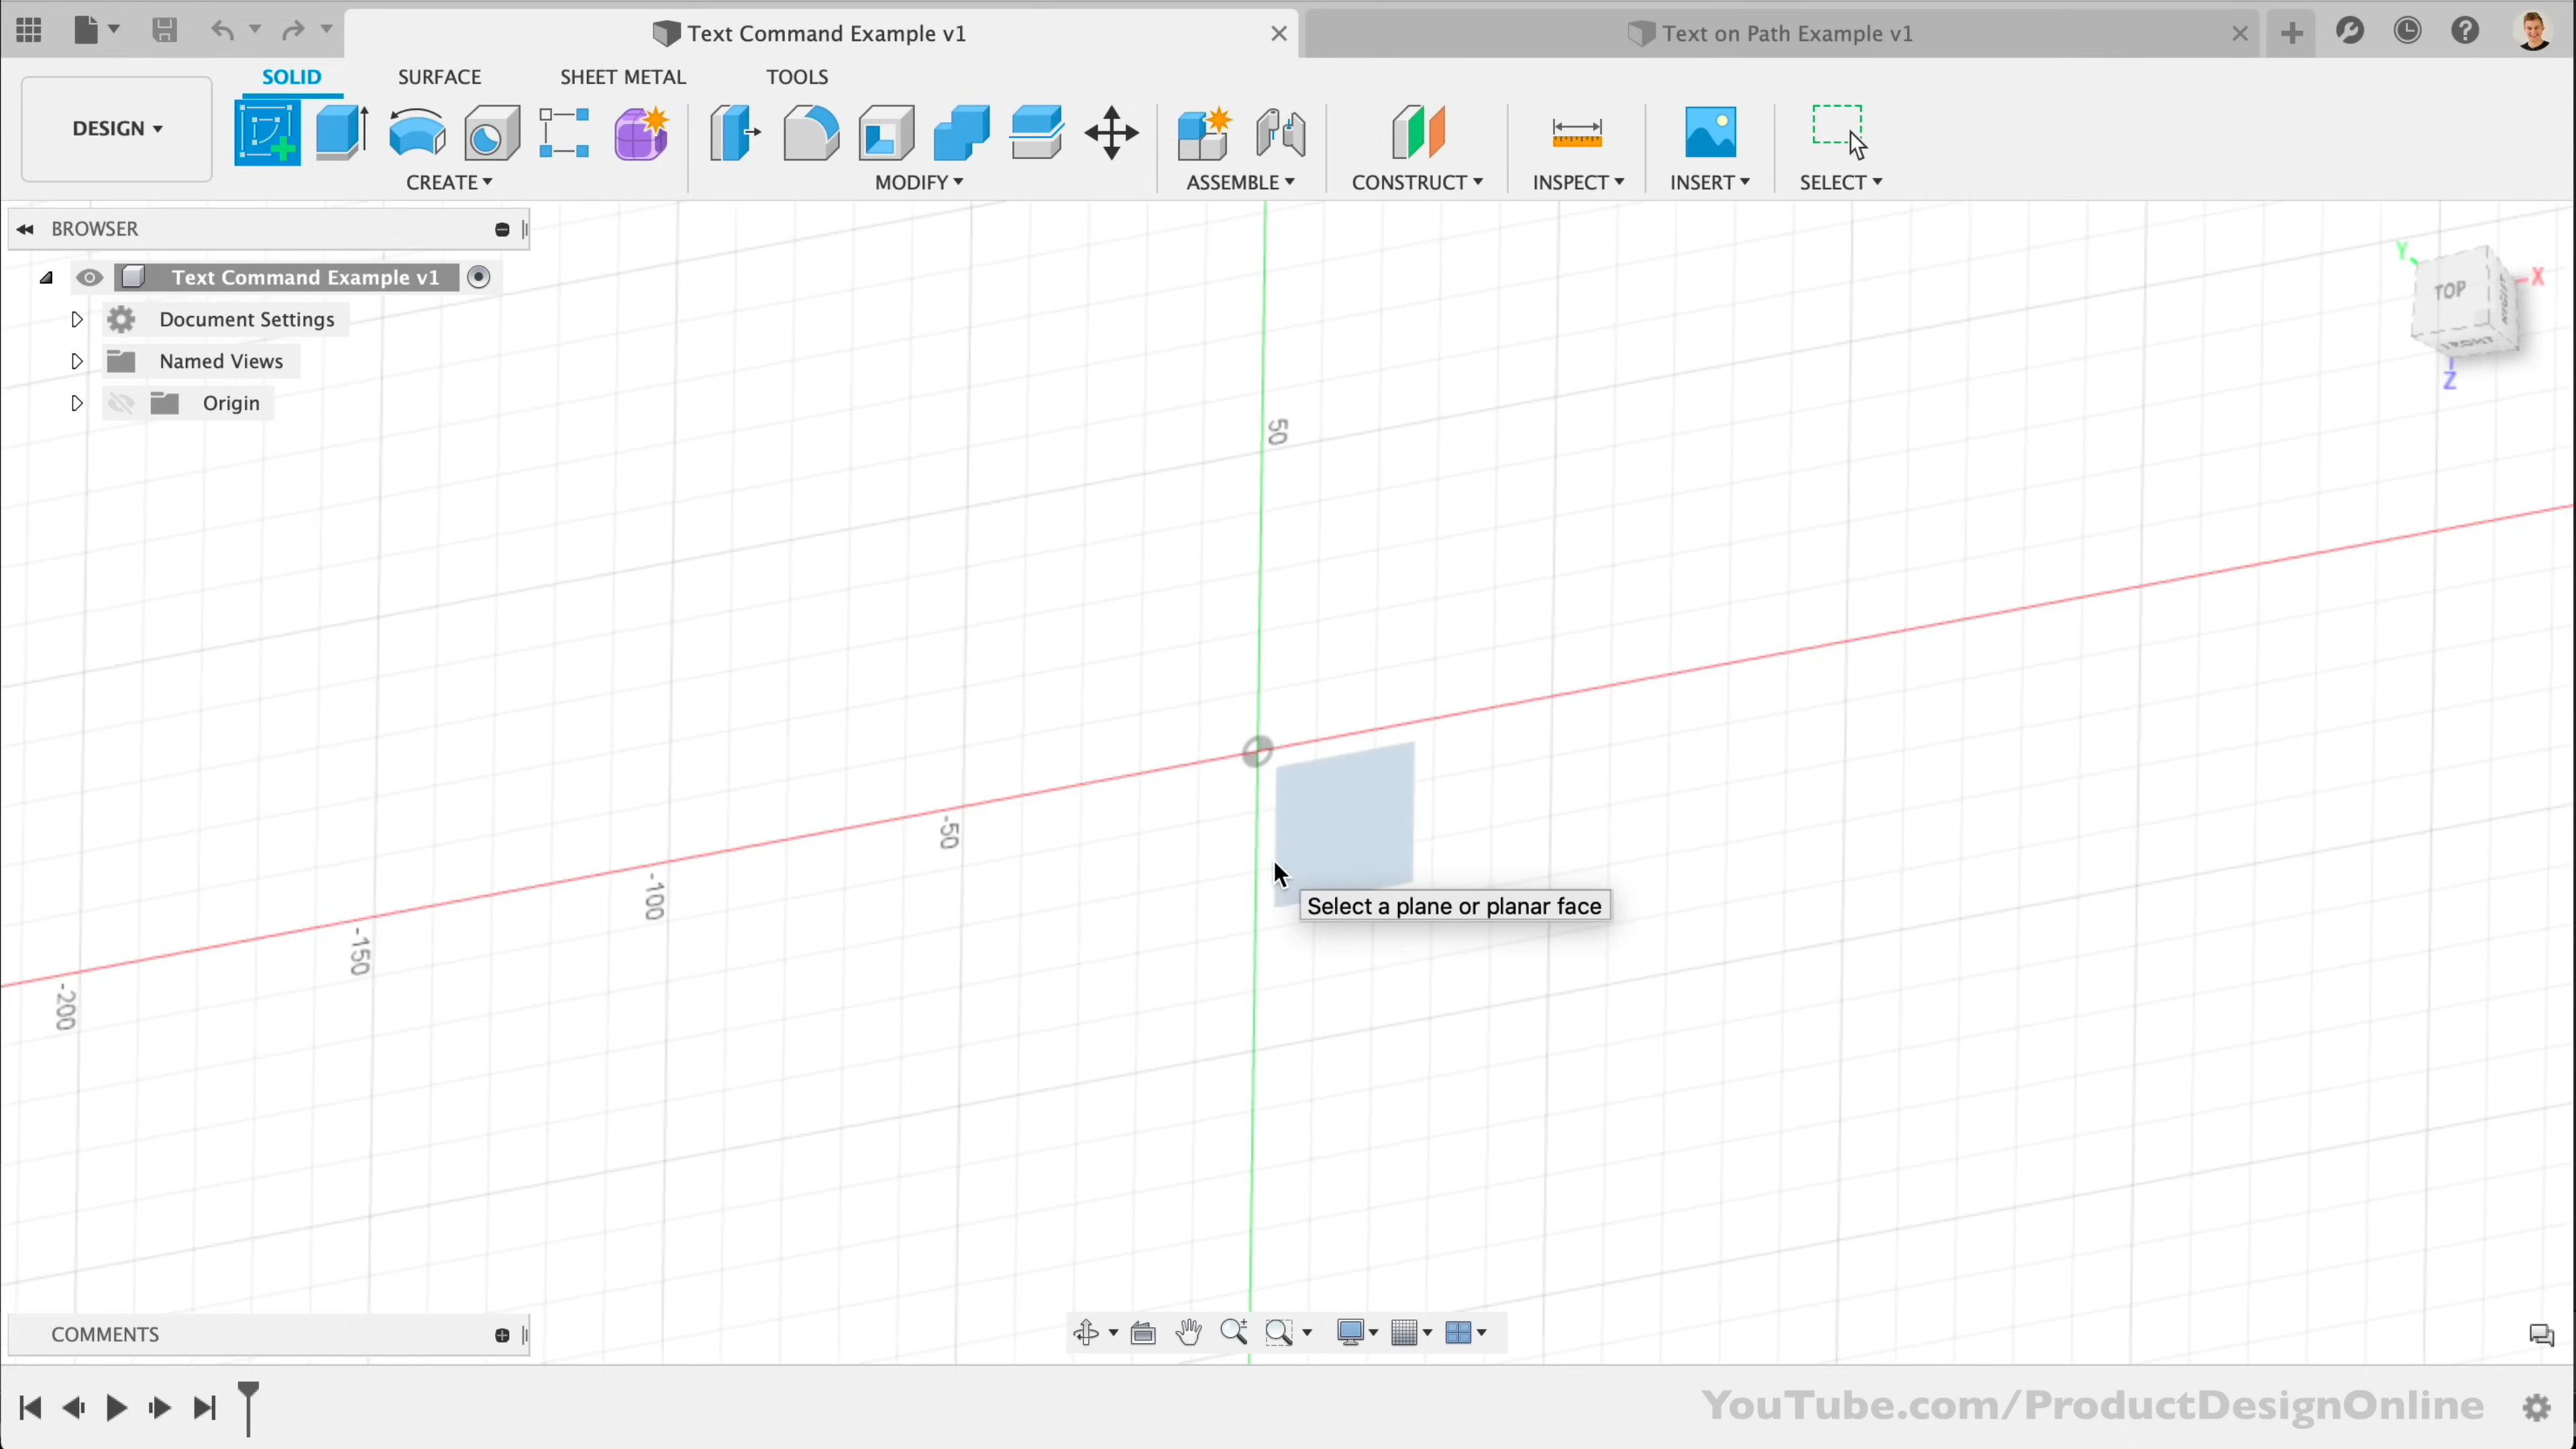 Text Command Example v1
Text on Path Example v1
SOLID
SURFACE
SHEET METAL
TOOLS
DESIGN
CREATE
MODIFY
ASSEMBLE
CONSTRUCT
INSPECT
INSERT
SELECT
BROWSER
Text Command Example v1
Document Settings
Named Views
Origin
Y
X
TOP
RIGHT
FRONT
Z
50
-50
-100
-150
-200
Select a plane or planar face
COMMENTS
YouTube.com/ProductDesignOnline